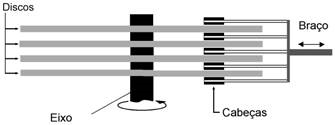 Discos
Braço
Eixo
Cabeças